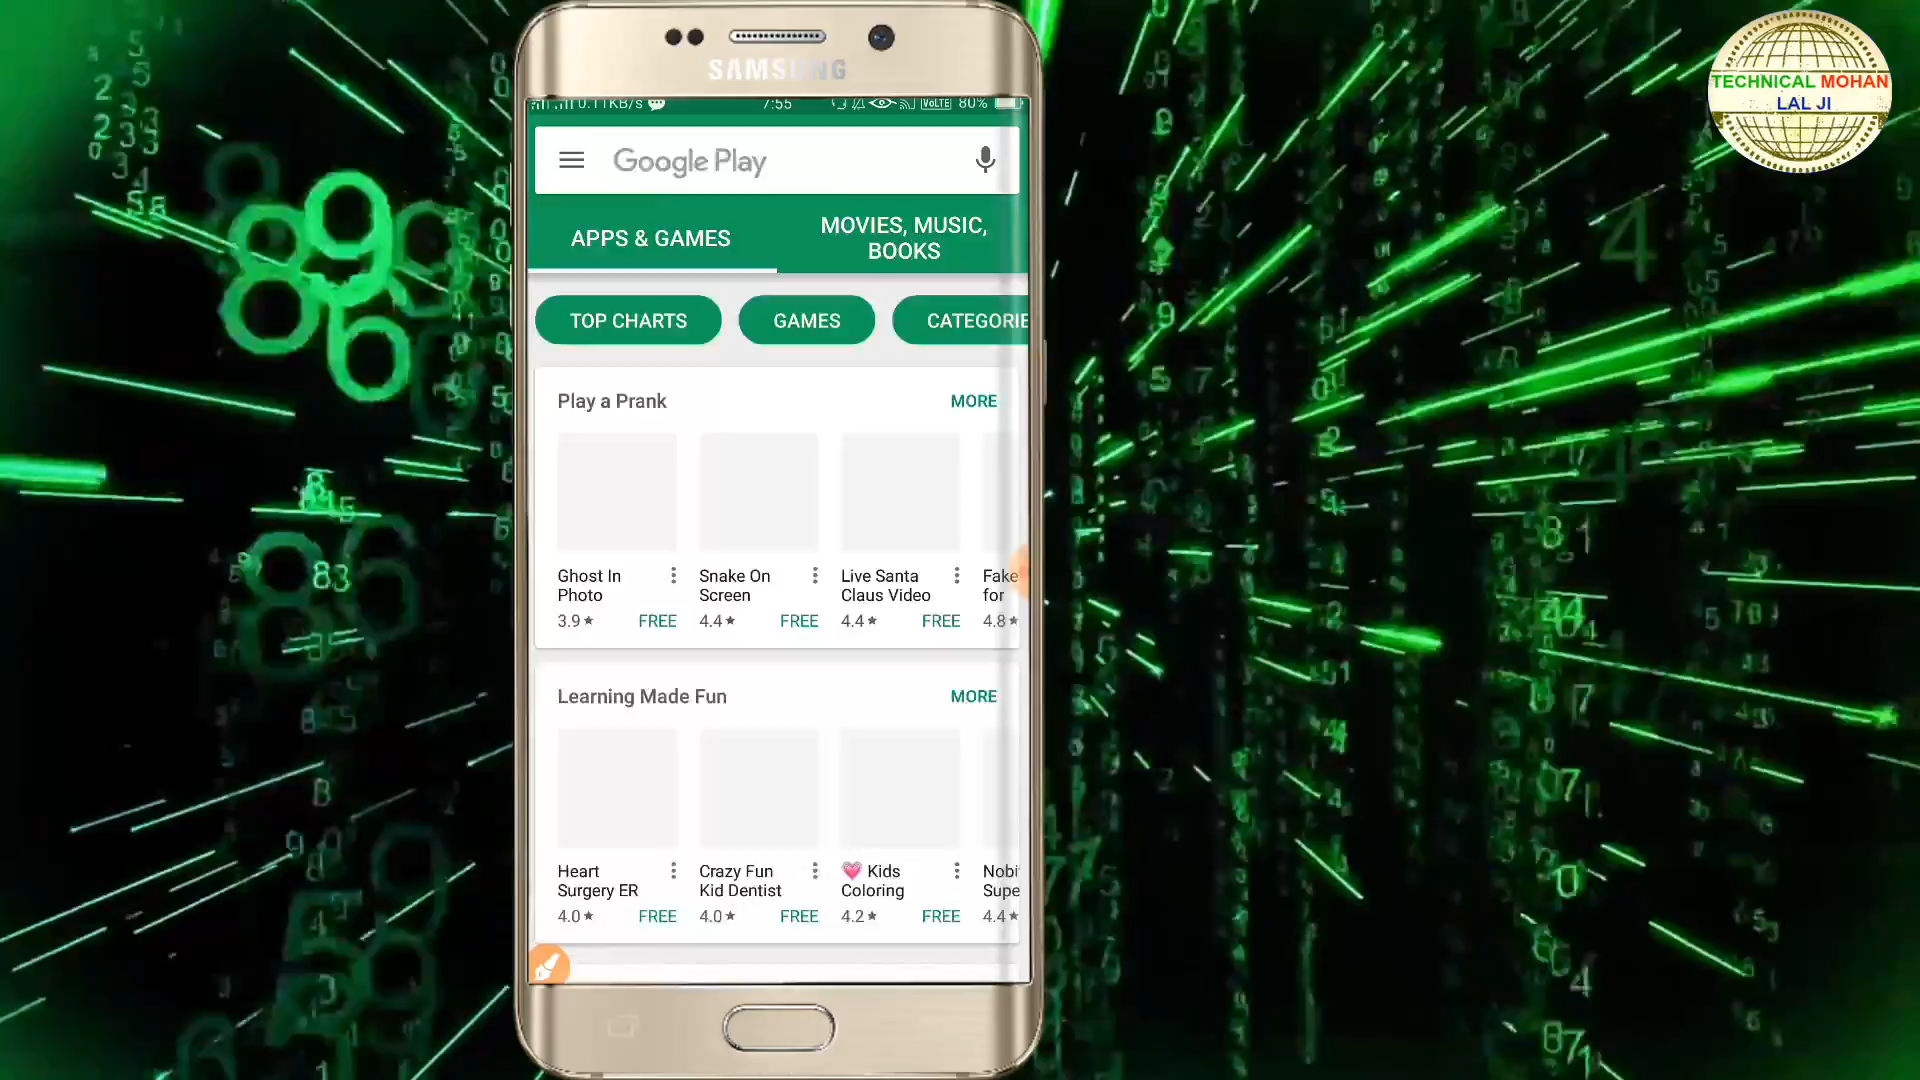 SAMSUNG
0.11KB/s 7:55 VoLTE 80%
Google Play
APPS & GAMES
MOVIES, MUSIC,
BOOKS
TOP CHARTS GAMES CATEGORIE
Play a Prank MORE
Ghost In
Photo
3.9★ FREE
Snake On
Screen
4.4★ FREE
Live Santa
Claus Video
4.4★ FREE
Fake
for
4.8★
Learning Made Fun MORE
Heart
Surgery ER
4.0★ FREE
Crazy Fun
Kid Dentist
4.0★ FREE
💗 Kids
Coloring
4.2★ FREE
Nobi
Supe
4.4★
TECHNICAL MOHAN
LAL JI